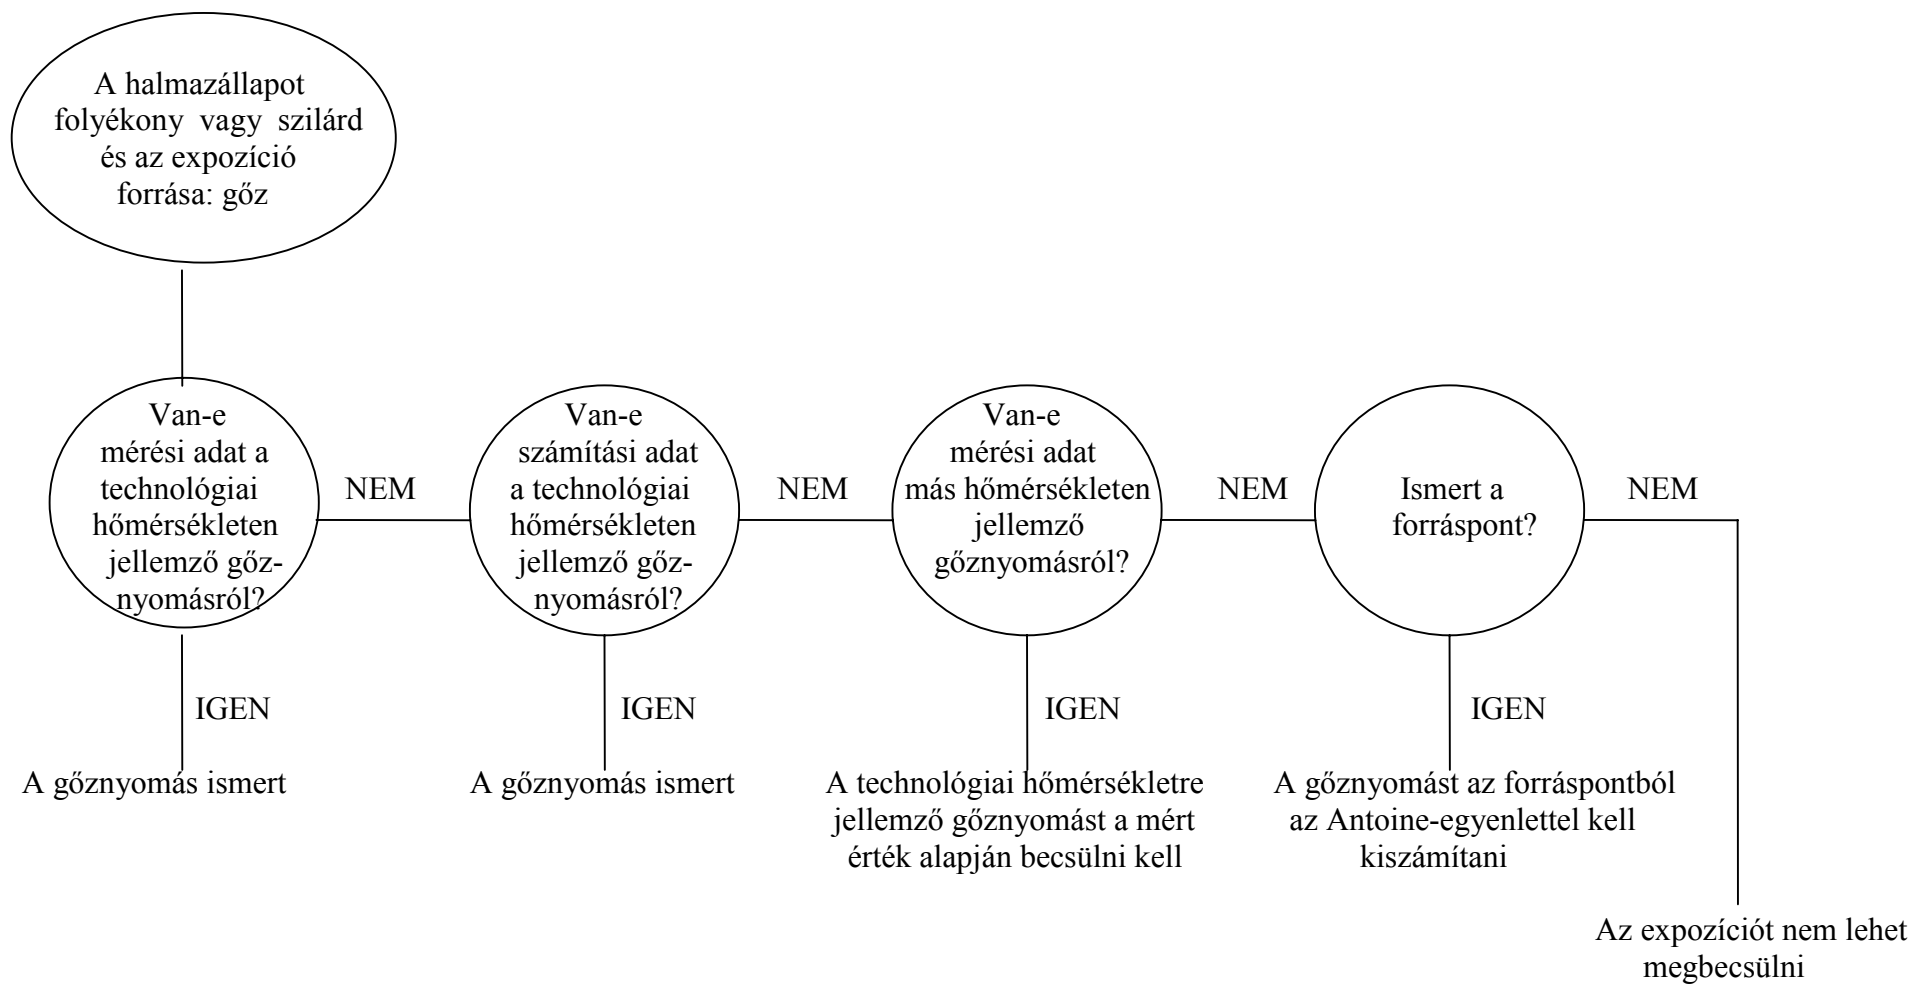 A halmazállapot
folyékony vagy szilárd
és az expozíció
forrása: gőz
Van-e
mérési adat a
technológiai
hőmérsékleten
jellemző gőz-
nyomásról?
NEM
Van-e
számítási adat
a technológiai
hőmérsékleten
jellemző gőz-
nyomásról?
NEM
Van-e
mérési adat
más hőmérsékleten
jellemző
gőznyomásról?
NEM
Ismert a
forráspont?
NEM
IGEN
IGEN
IGEN
IGEN
A gőznyomás ismert
A gőznyomás ismert
A technológiai hőmérsékletre
jellemző gőznyomást a mért
érték alapján becsülni kell
A gőznyomást az forráspontból
az Antoine-egyenlettel kell
kiszámítani
Az expozíciót nem lehet
megbecsülni